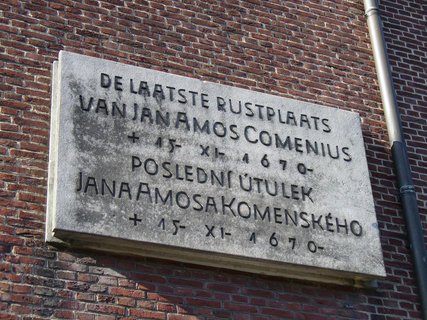 DE LAATSTE RUSTPLAATS
VAN JAN AMOS COMENIUS
+ 15- XI- 1670-
POSLEDNÍ ÚTULEK
JANA AMOSA KOMENSKÉHO
+ 15- XI- 1670-